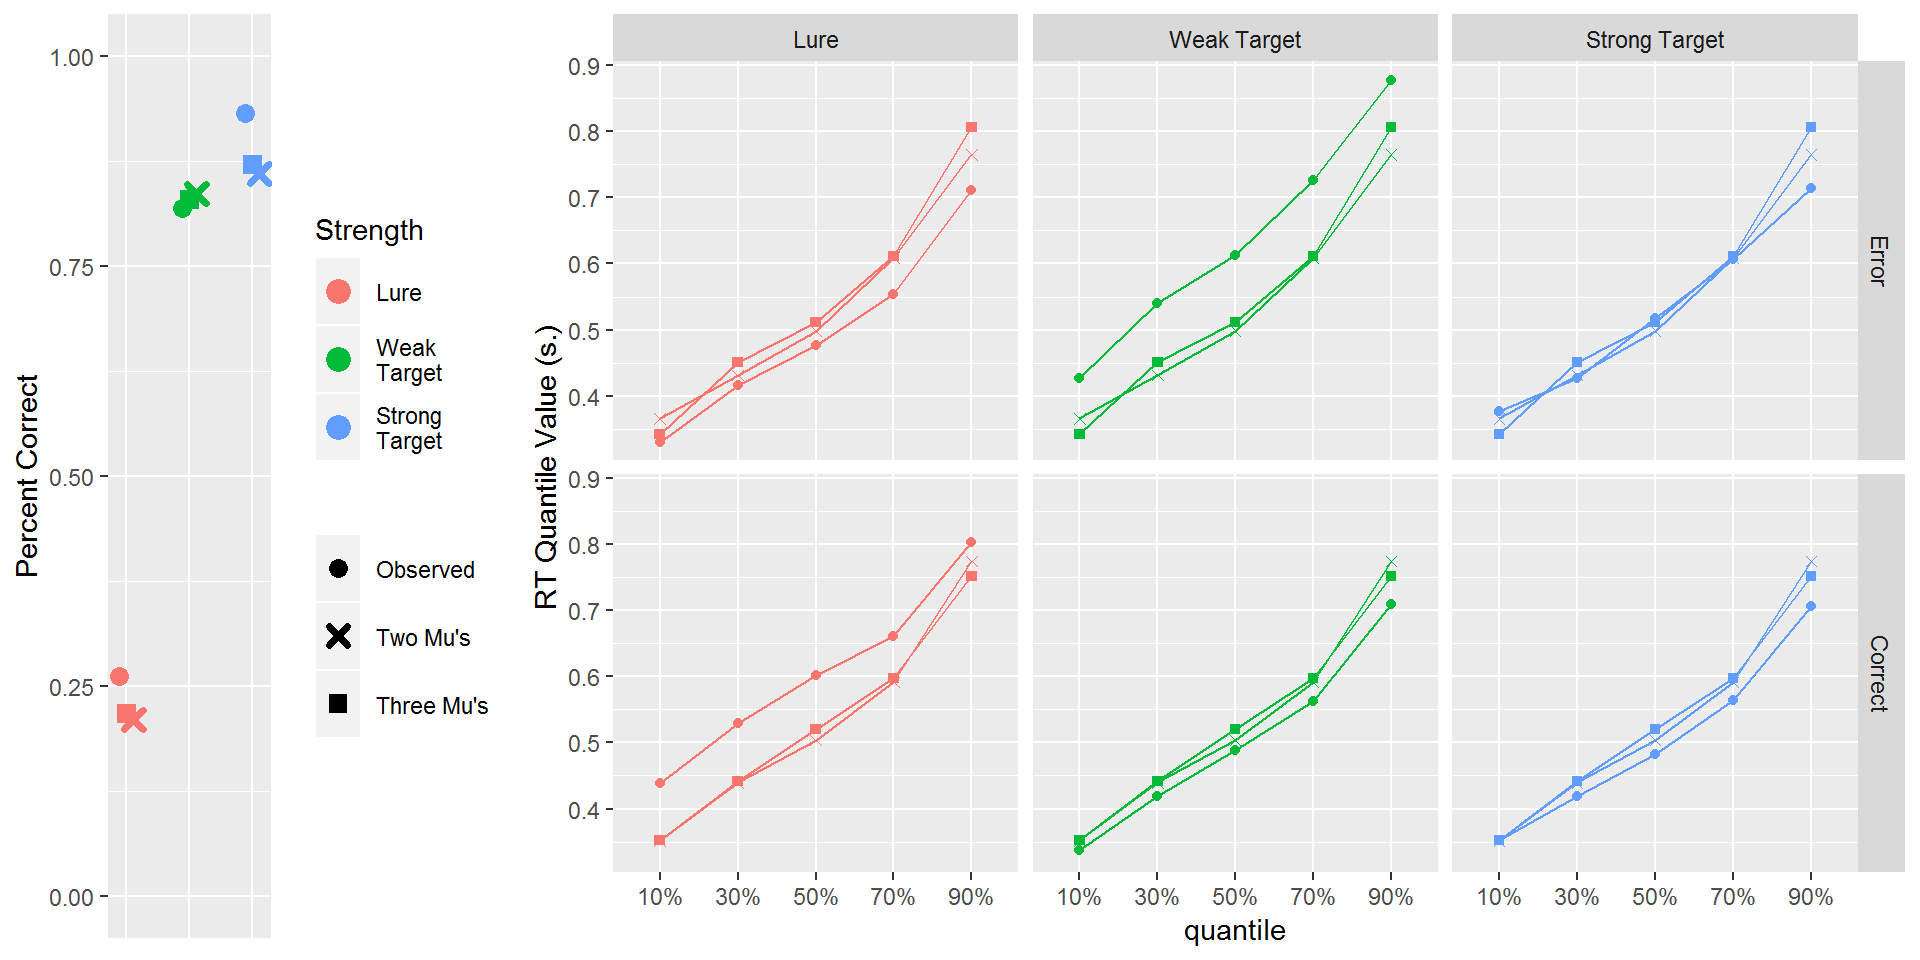 Percent Correct
1.00
0.75
0.50
0.25
0.00
Strength
Lure
Weak
Target
Strong
Target
Observed
Two Mu's
Three Mu's
RT Quantile Value (s.)
Lure
Weak Target
Strong Target
0.9
0.8
0.7
0.6
0.5
0.4
Error
0.9
0.8
0.7
0.6
0.5
0.4
Correct
10% 30% 50% 70% 90%
10% 30% 50% 70% 90%
10% 30% 50% 70% 90%
quantile